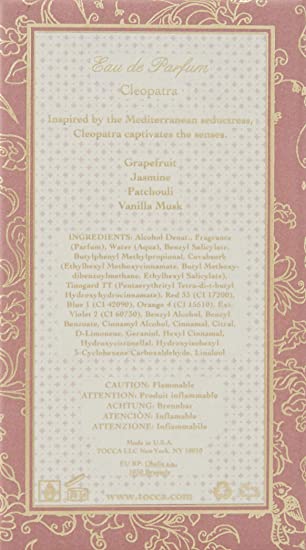 Eau de Parfum
Cleopatra
Inspired by the Mediterranean seductress,
Cleopatra captivates the senses.
Grapefruit
Jasmine
Patchouli
Vanilla Musk
INGREDIENTS: Alcohol Denat., Fragrance
(Parfum), Water (Aqua), Benzyl Salicylate,
Butylphenyl Methylpropional,
(Ethylhexyl Methoxycinnamate, Butyl Methoxy-
dibenzoylmethane, Ethylhexyl Salicylate),
Tinogard TT (Pentaerythrityl Tetra-di-t-butyl
Hydroxyhydrocinnamate), Red 33 (CI 17200),
Blue 1 (CI 42090), Orange 4 (CI 15510), Ext.
Violet 2 (CI 60730), Benzyl Alcohol, Benzyl
Benzoate, Cinnamyl Alcohol, Cinnamal, Citral,
D-Limonene, Geraniol, Hexyl Cinnamal,
Hydroxycitronellal, Hydroxyisohexyl
3-Cyclohexene Carboxaldehyde, Linalool
CAUTION: Flammable
ATTENTION: Produit inflammable
ACHTUNG: Brennbar
ATENCIÓN: Inflamable
ATTENZIONE: Infiammabile
Made in U.S.A.
TOCCA LLC New York, NY 10018
EU RP:
www.tocca.com